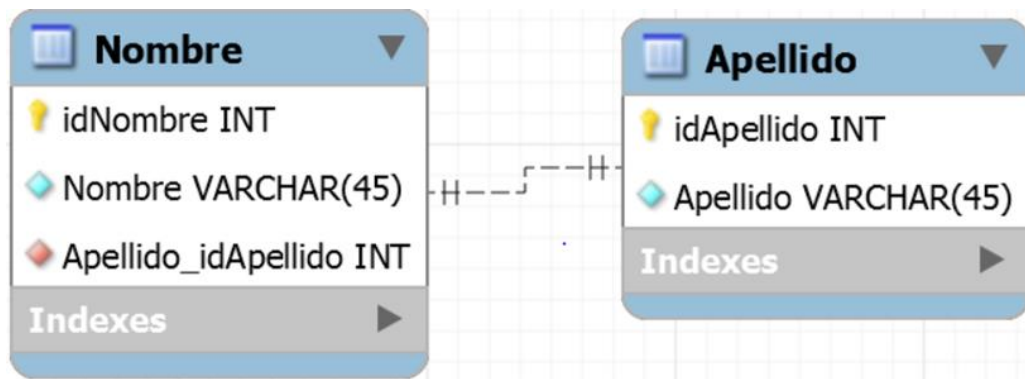 Nombre
idNombre INT
Nombre VARCHAR(45)
Apellido_idApellido INT
Indexes
Apellido
idApellido INT
Apellido VARCHAR(45)
Indexes